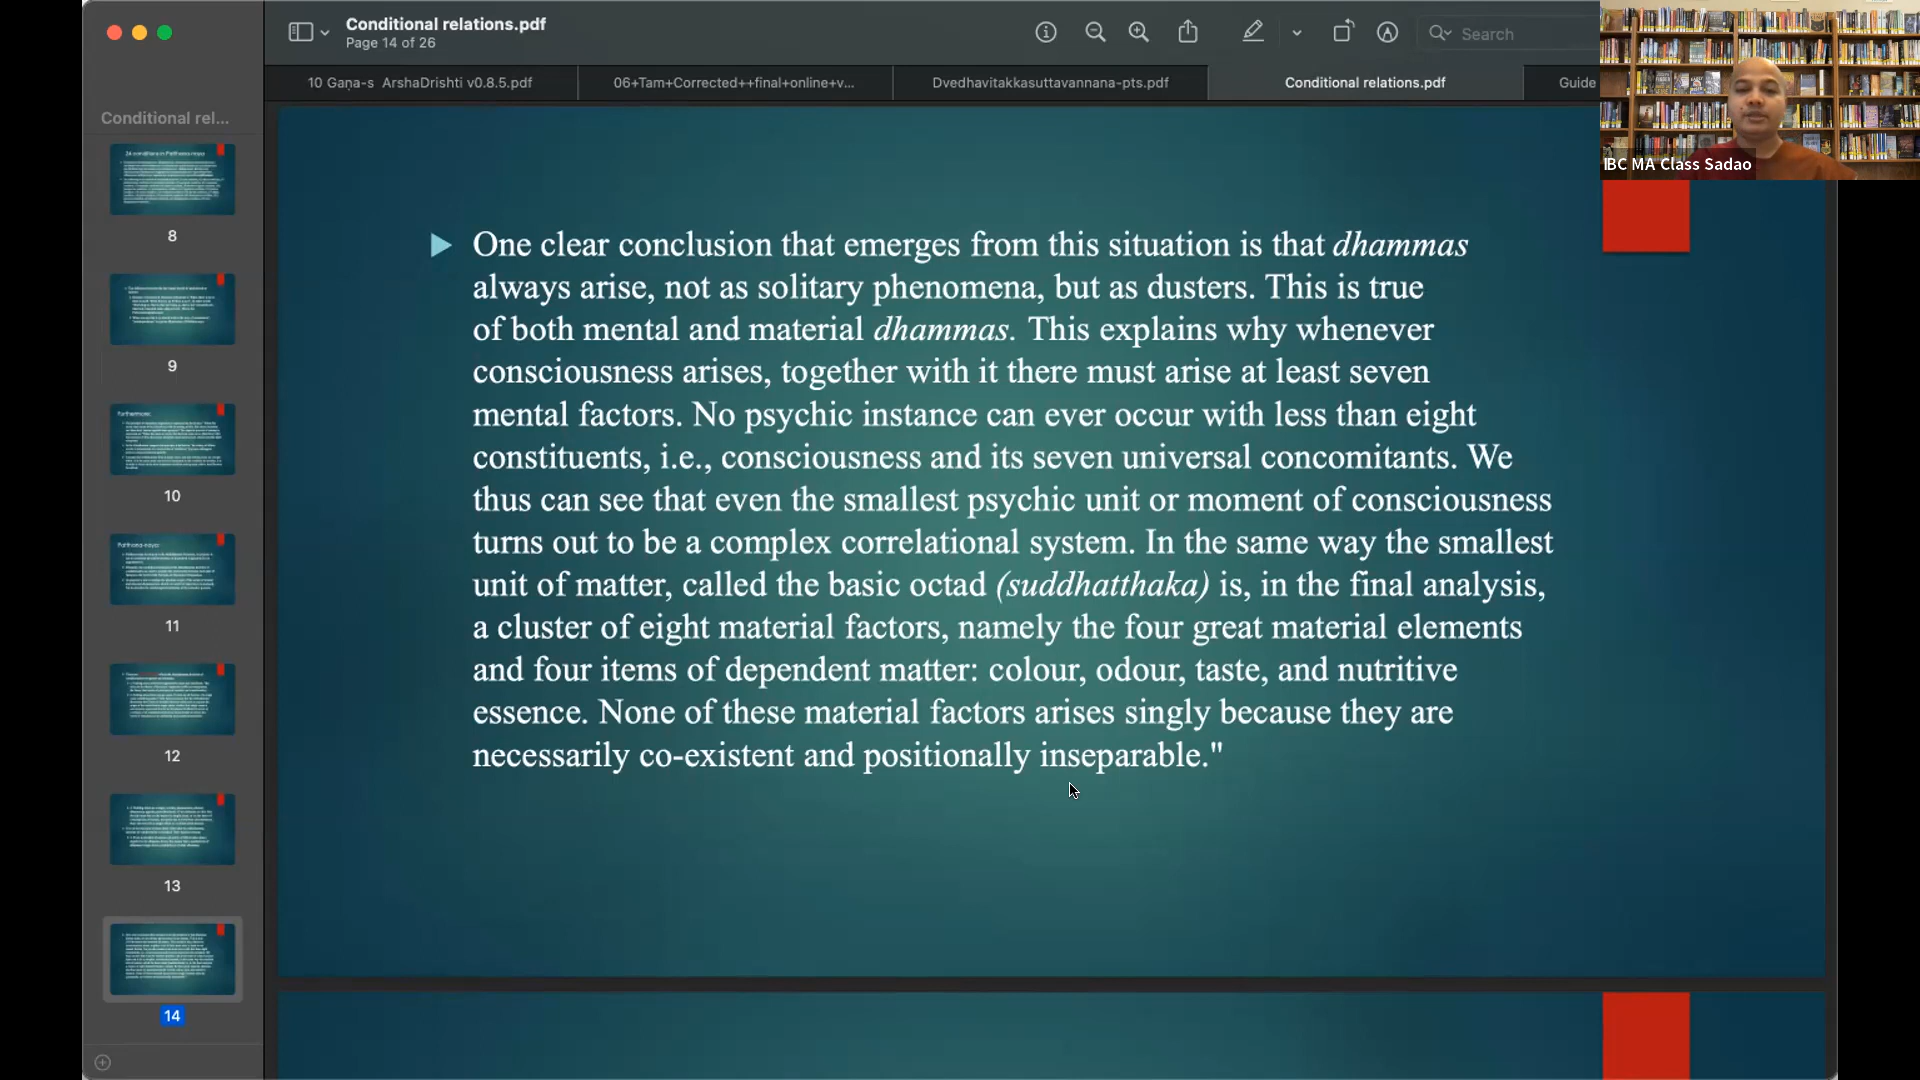 Conditional relations.pdf
Page 14 of 26
Search
10 Gaṇa-s ArshaDrishti v0.8.5.pdf
06+Tam+Corrected++final+online+v...
Dvedhavitakkasuttavannana-pts.pdf
Conditional relations.pdf
Guide
IBC MA Class Sadao
Conditional rel...
24 conditions in Patthana-naya
8
9
Furthermore:
10
Patthana-naya:
11
12
13
14
One clear conclusion that emerges from this situation is that dhammas
always arise, not as solitary phenomena, but as dusters. This is true
of both mental and material dhammas. This explains why whenever
consciousness arises, together with it there must arise at least seven
mental factors. No psychic instance can ever occur with less than eight
constituents, i.e., consciousness and its seven universal concomitants. We
thus can see that even the smallest psychic unit or moment of consciousness
turns out to be a complex correlational system. In the same way the smallest
unit of matter, called the basic octad (suddhatthaka) is, in the final analysis,
a cluster of eight material factors, namely the four great material elements
and four items of dependent matter: colour, odour, taste, and nutritive
essence. None of these material factors arises singly because they are
necessarily co-existent and positionally inseparable."